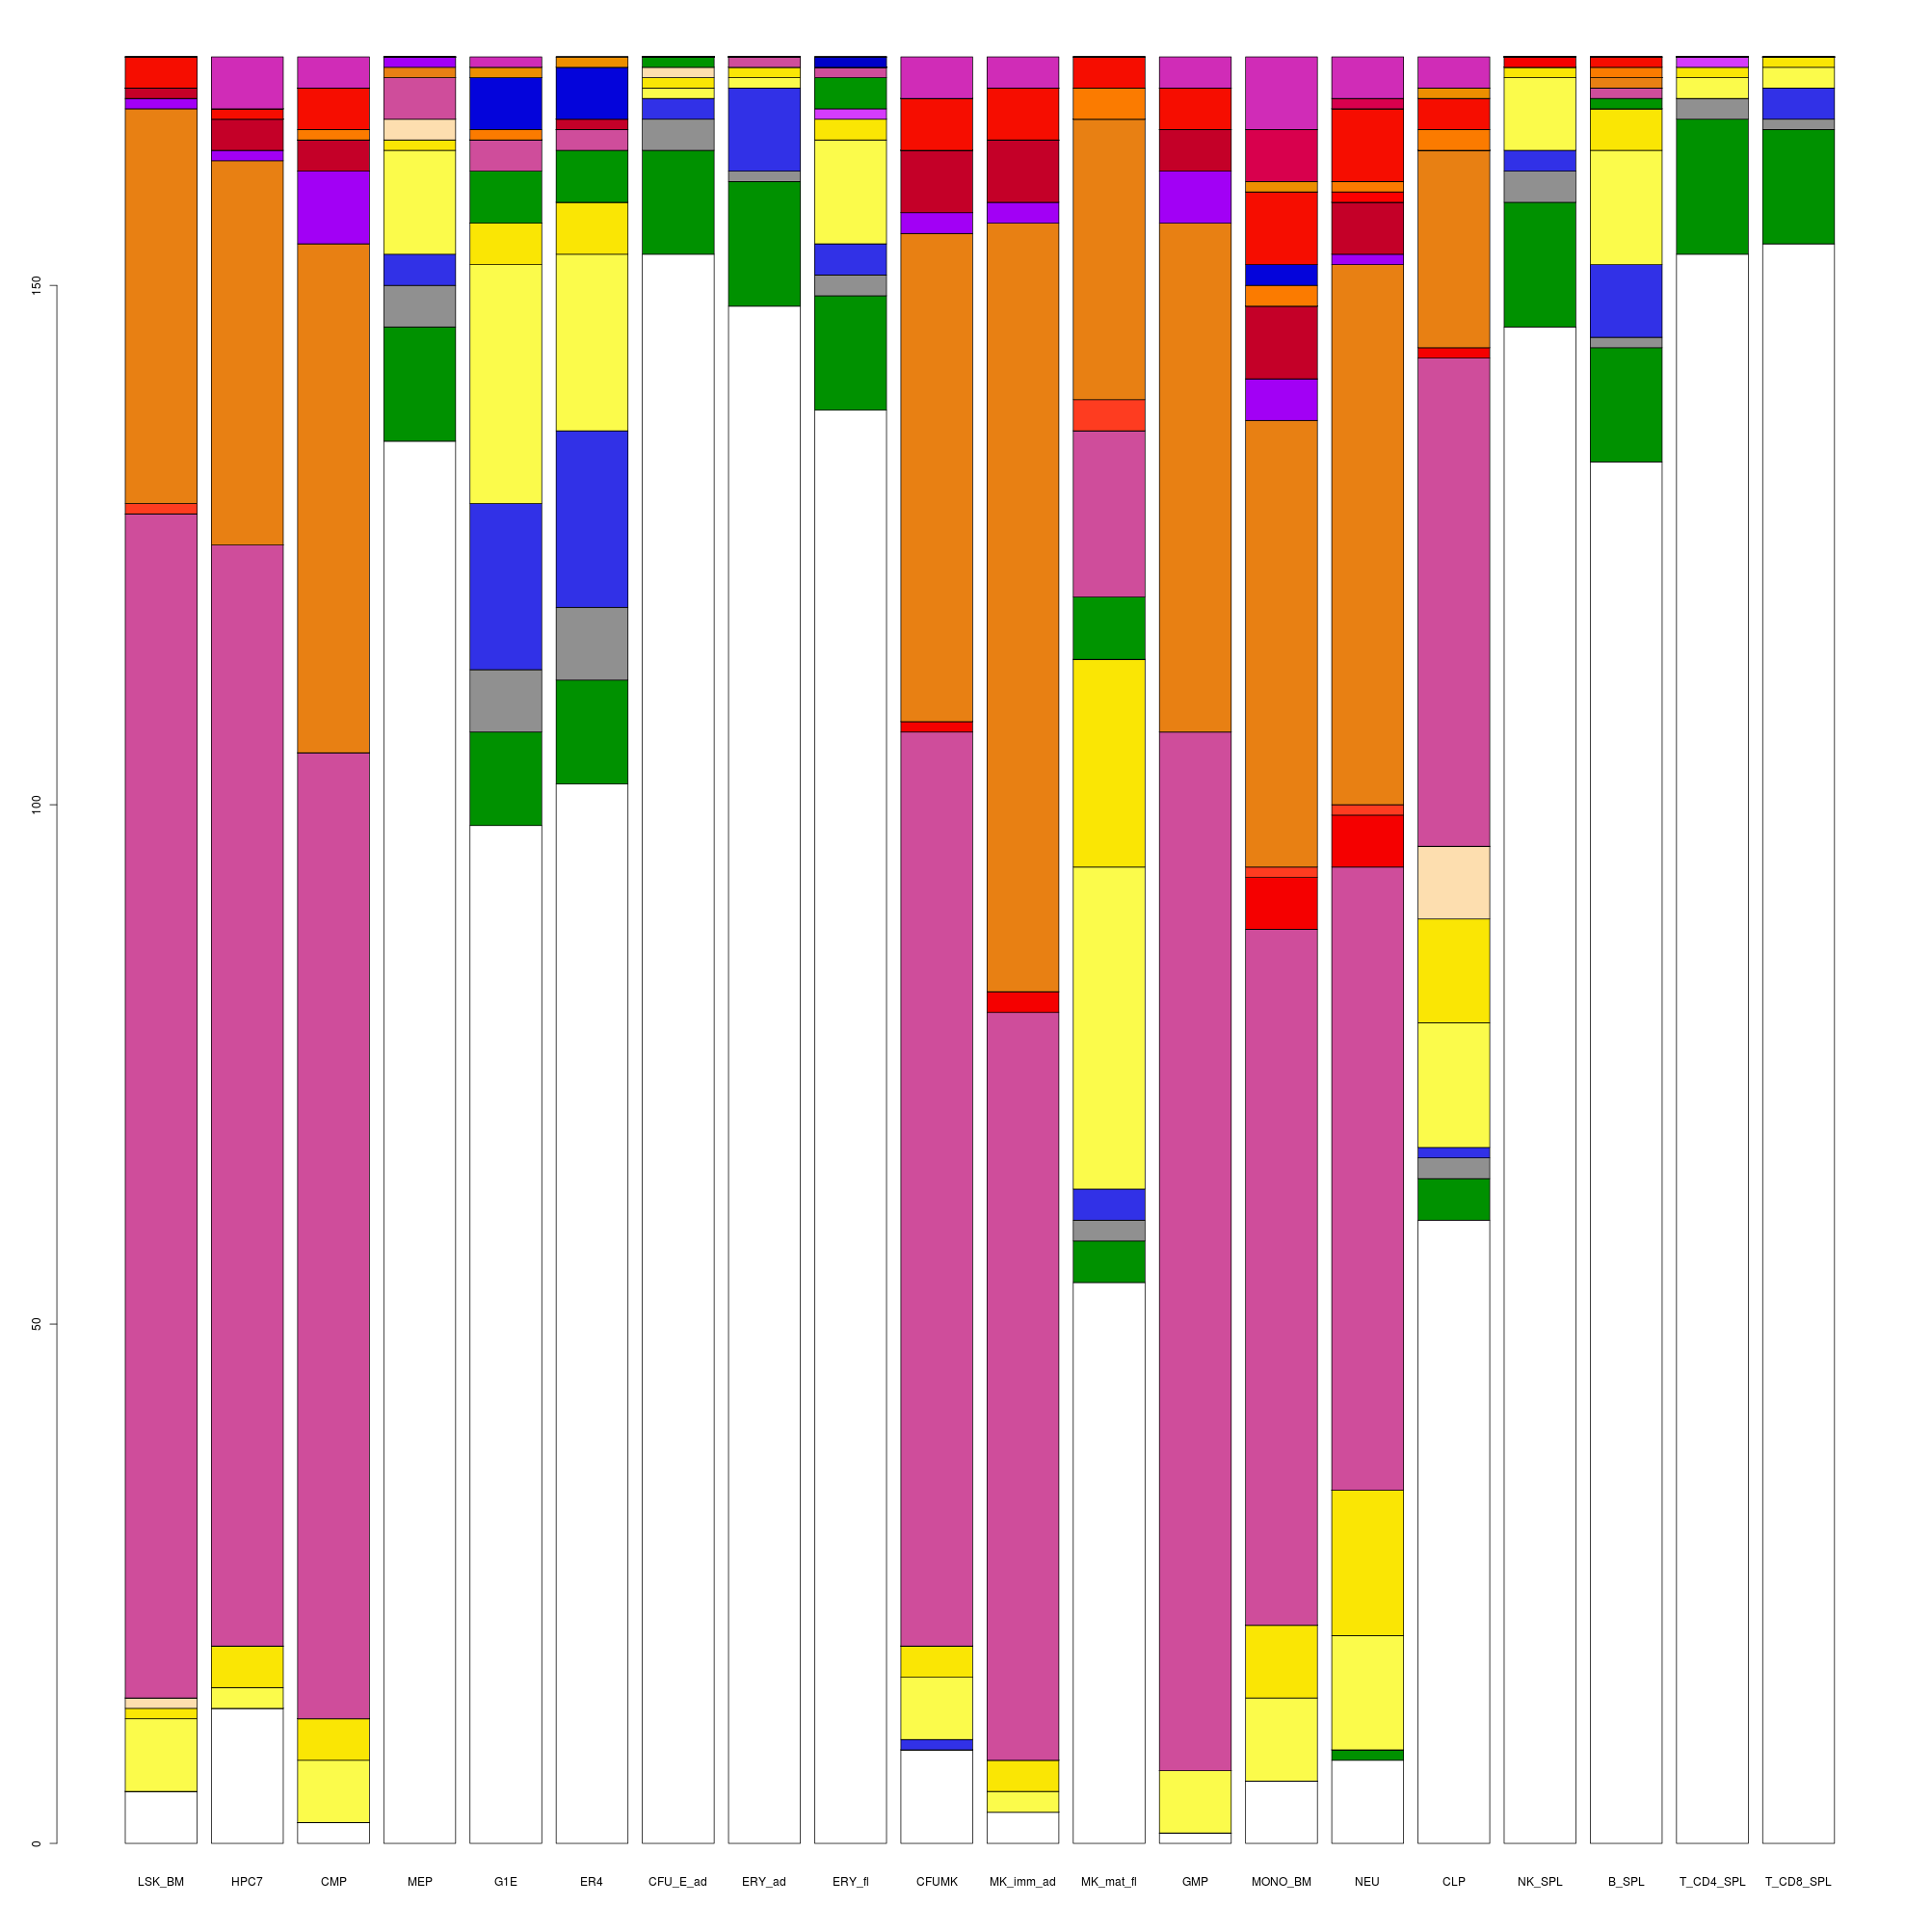 150
100
50
0
LSK_BM HPC7 CMP MEP G1E ER4 CFU_E_ad ERY_ad ERY_fl CFUMK MK_imm_ad MK_mat_fl GMP MONO_BM NEU CLP NK_SPL B_SPL T_CD4_SPL T_CD8_SPL